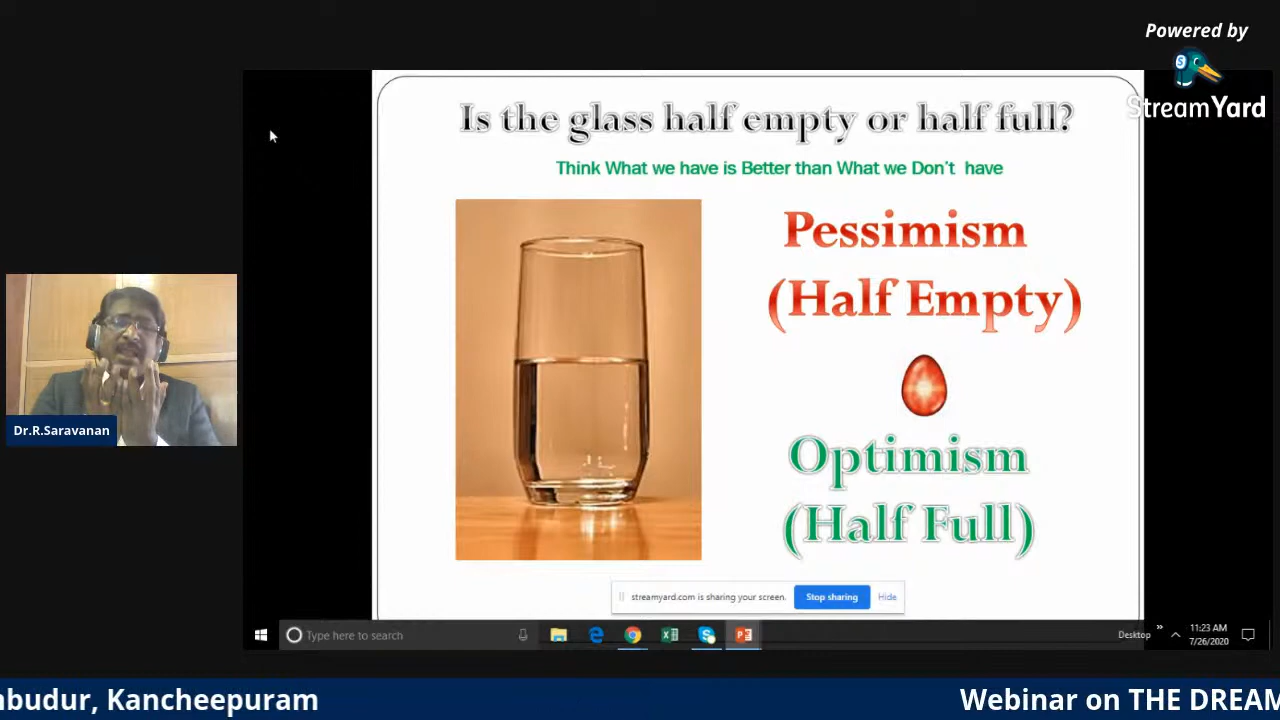 Powered by
S
StreamYard
Is the glass half empty or half full?
Think What we have is Better than What we Don't have
Pessimism
(Half Empty)
Optimism
(Half Full)
Dr.R.Saravanan
streamyard.com is sharing your screen.
Stop sharing
Hide
Type here to search
Desktop
»
11:23 AM
7/26/2020
budur, Kancheepuram
Webinar on THE DREAM